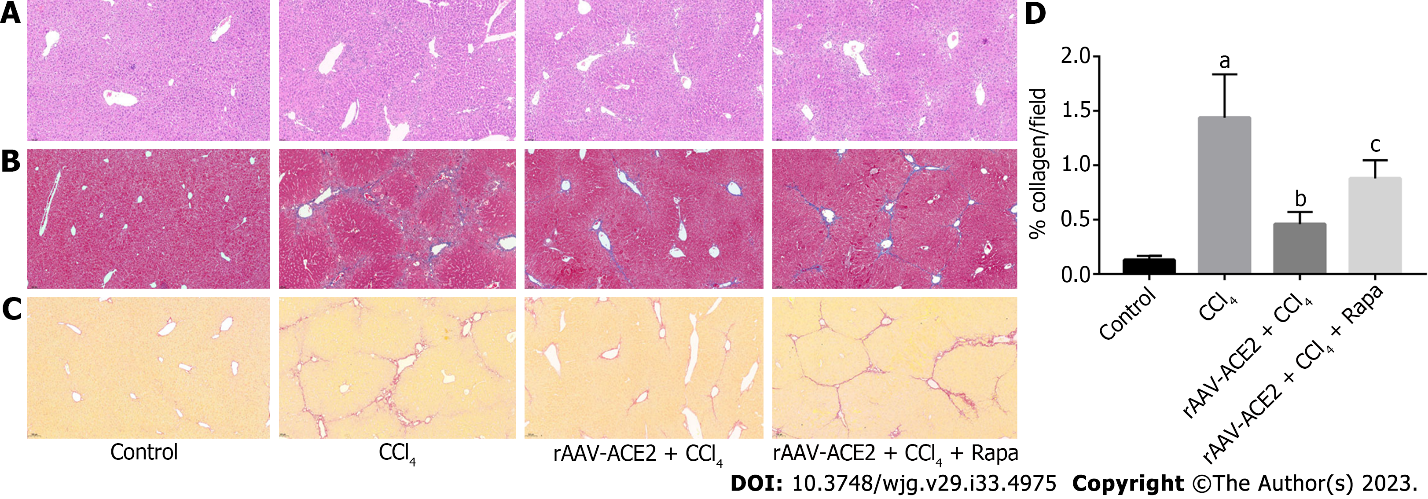 A
B
C
Control
CCl₄
rAAV-ACE2 + CCl₄
rAAV-ACE2 + CCl₄ + Rapa
D
% collagen/field
2.0
1.5
1.0
0.5
0.0
a
b
c
Control
CCl₄
rAAV-ACE2 + CCl₄
rAAV-ACE2 + CCl₄ + Rapa
DOI: 10.3748/wjg.v29.i33.4975 Copyright ©The Author(s) 2023.